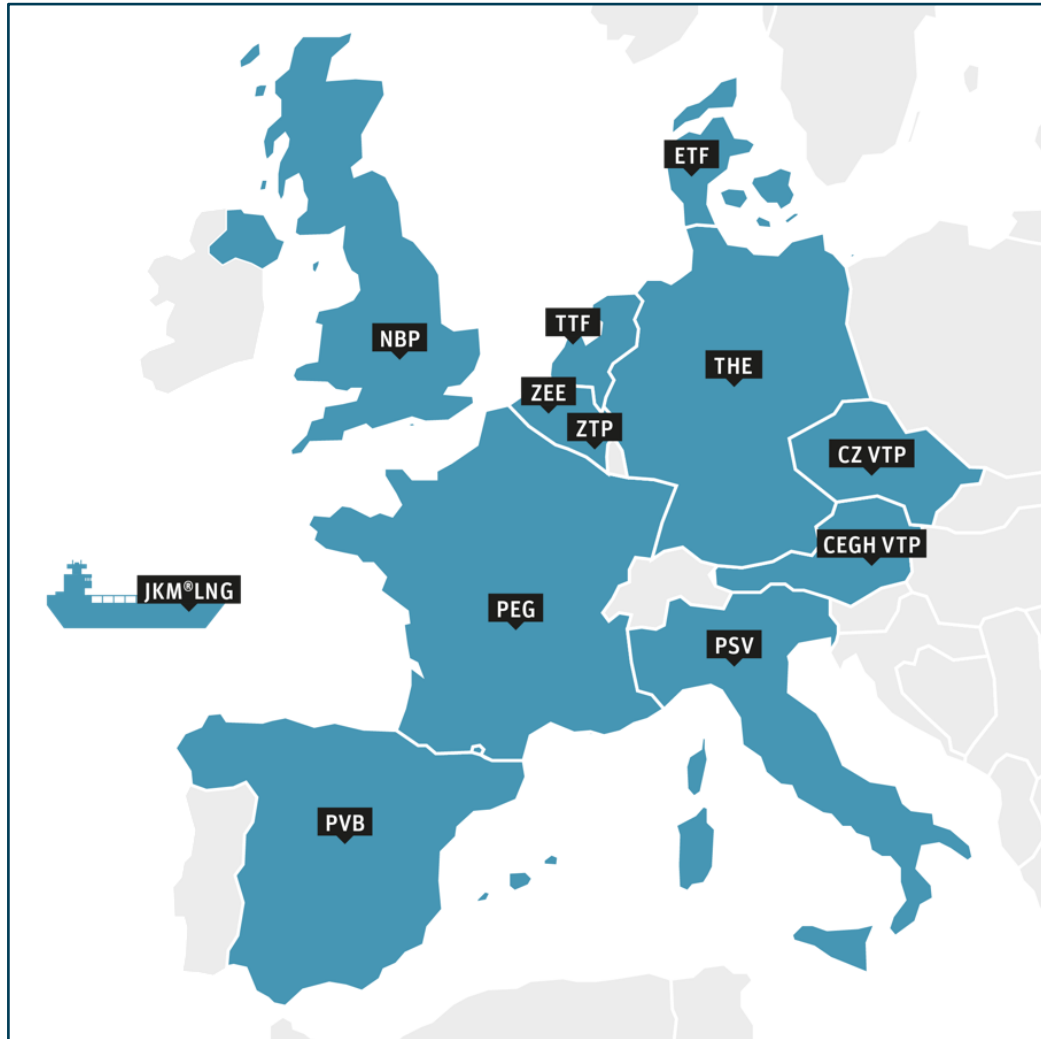 ETF
TTF
NBP
THE
ZEE
ZTP
CZ VTP
CEGH VTP
JKM®LNG
PEG
PSV
PVB